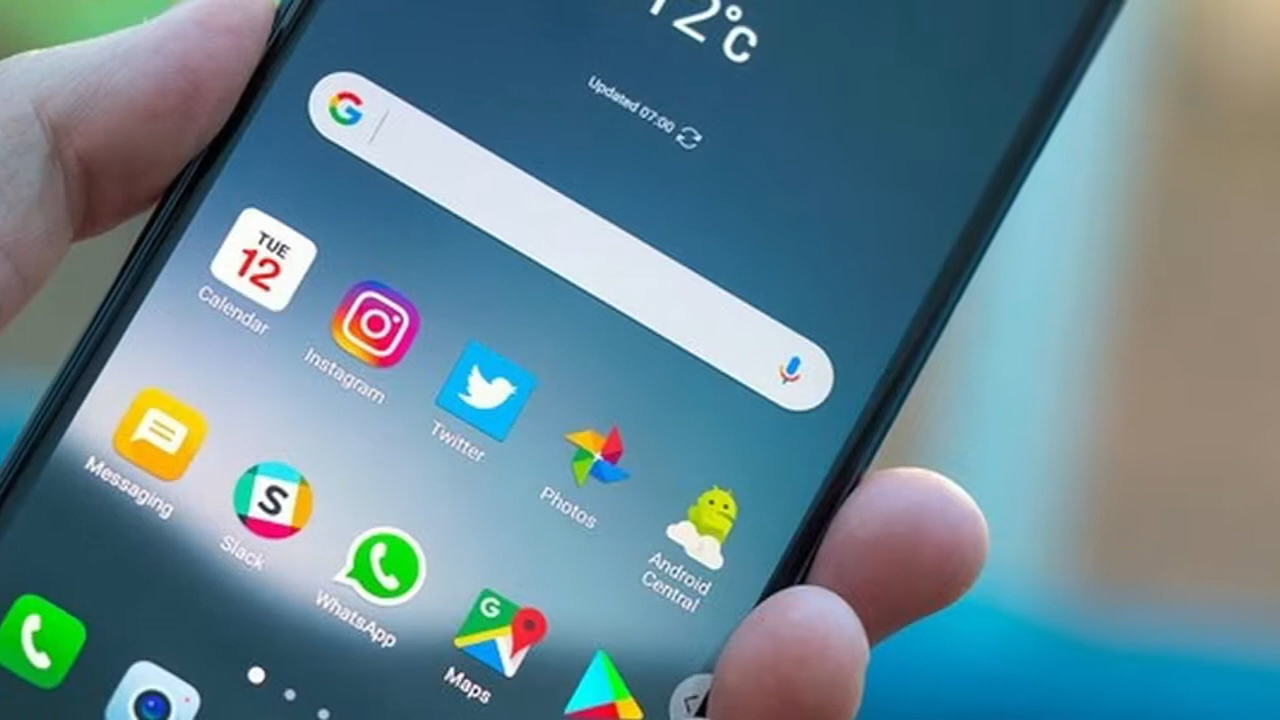 12°c
Updated 07:00
G
TUE
12
Calendar
Instagram
Twitter
Photos
Android
Central
Messaging
S
Slack
WhatsApp
G
Maps